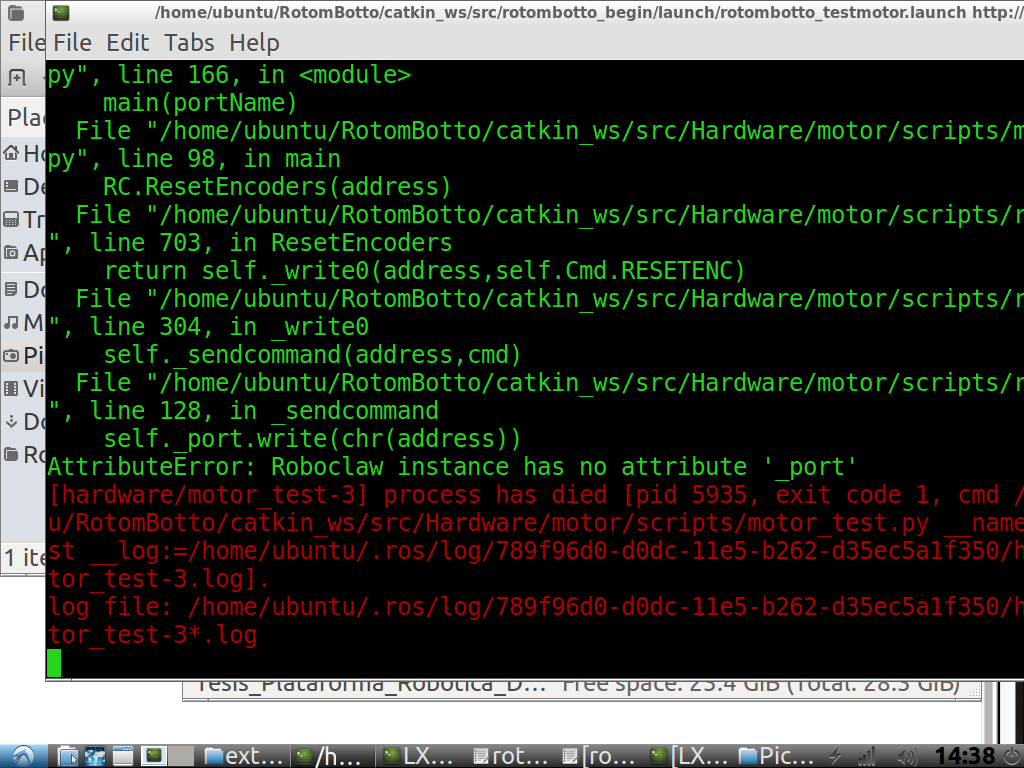 /home/ubuntu/RotomBotto/catkin_ws/src/rotombotto_begin/launch/rotombotto_testmotor.launch http://
File
File Edit Tabs Help
py", line 166, in <module>
main(portName)
File "/home/ubuntu/RotomBotto/catkin_ws/src/Hardware/motor/scripts/m
py", line 98, in main
RC.ResetEncoders(address)
File "/home/ubuntu/RotomBotto/catkin_ws/src/Hardware/motor/scripts/r
", line 703, in ResetEncoders
return self._write0(address,self.Cmd.RESETENC)
File "/home/ubuntu/RotomBotto/catkin_ws/src/Hardware/motor/scripts/r
", line 304, in _write0
self._sendcommand(address,cmd)
File "/home/ubuntu/RotomBotto/catkin_ws/src/Hardware/motor/scripts/r
", line 128, in _sendcommand
self._port.write(chr(address))
AttributeError: Roboclaw instance has no attribute '_port'
[hardware/motor_test-3] process has died [pid 5935, exit code 1, cmd /
u/RotomBotto/catkin_ws/src/Hardware/motor/scripts/motor_test.py __name
st __log:=/home/ubuntu/.ros/log/789f96d0-d0dc-11e5-b262-d35ec5a1f350/h
tor_test-3.log].
log file: /home/ubuntu/.ros/log/789f96d0-d0dc-11e5-b262-d35ec5a1f350/h
tor_test-3*.log
Pla
Ho
De
Tr
Ap
Do
M
Pi
Vi
Do
Ro
1 ite
Tesis_Plataforma_Robotica_D... Free space: 23.4 GiB (Total: 28.3 GiB)
ext... /h... LX... rot... [ro... [LX... Pic... 14:38